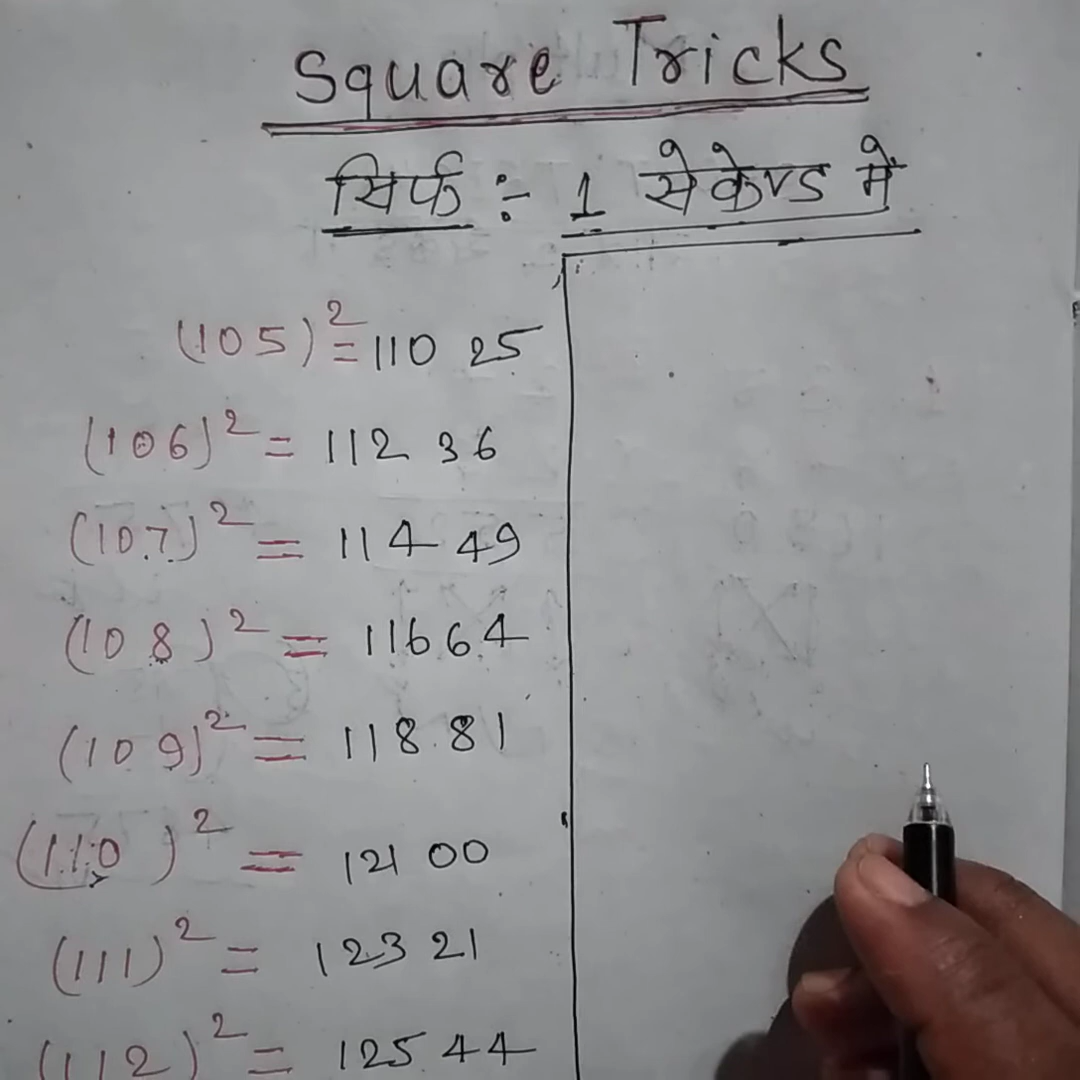 Square Tricks
सिर्फ :- 1 सेकेण्ड में
(105)² = 110 25
(106)² = 112 36
(107)² = 114 49
(108)² = 11664
(109)² = 118 81
(110)² = 121 00
(111)² = 123 21
(112)² = 125 44